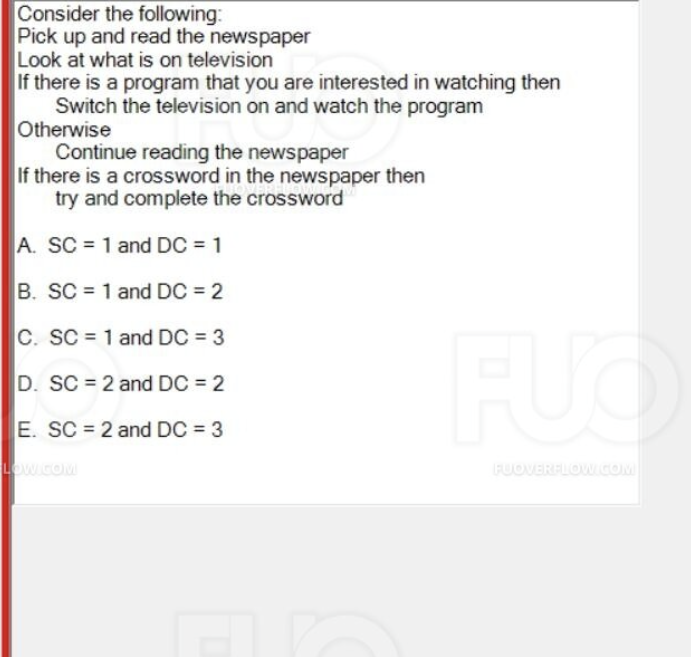 Consider the following:
Pick up and read the newspaper
Look at what is on television
If there is a program that you are interested in watching then
Switch the television on and watch the program
Otherwise
Continue reading the newspaper
If there is a crossword in the newspaper then
try and complete the crossword
A. SC = 1 and DC = 1
B. SC = 1 and DC = 2
C. SC = 1 and DC = 3
D. SC = 2 and DC = 2
E. SC = 2 and DC = 3
FUO
LOW.COM
FUOVERFLOW.COM